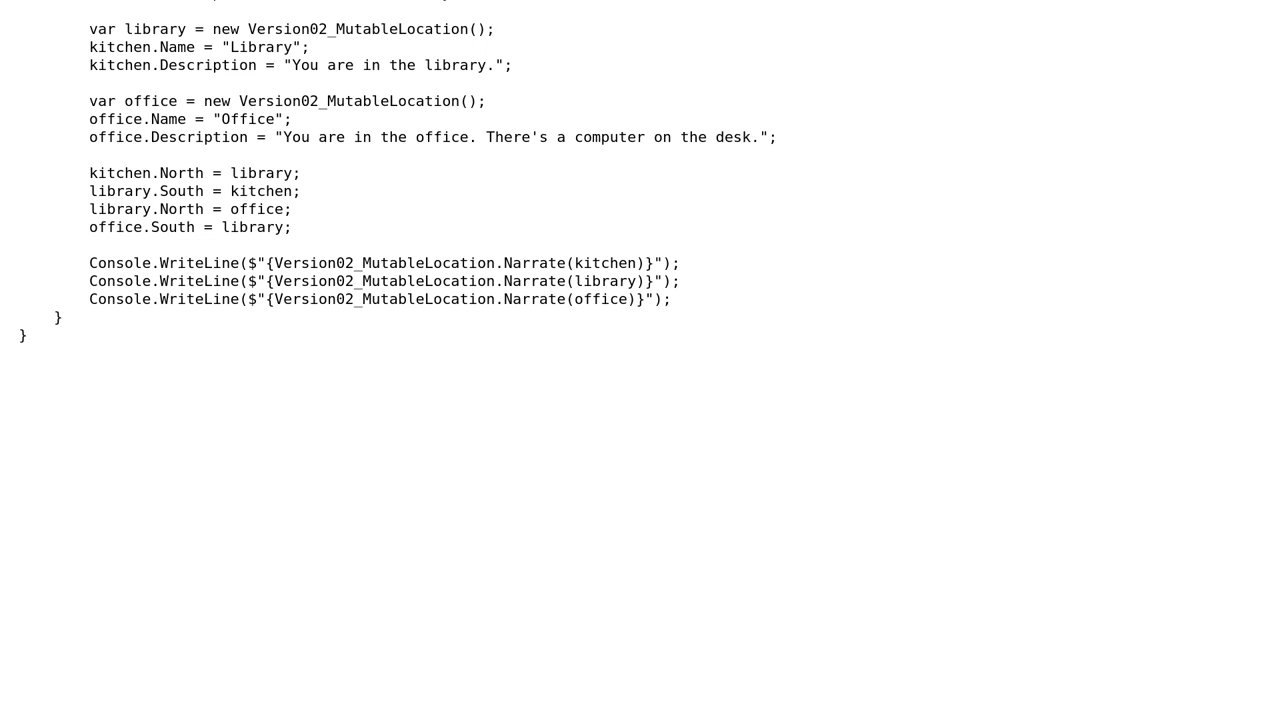 var library = new Version02_MutableLocation();
kitchen.Name = "Library";
kitchen.Description = "You are in the library.";
var office = new Version02_MutableLocation();
office.Name = "Office";
office.Description = "You are in the office. There's a computer on the desk.";
kitchen.North = library;
library.South = kitchen;
library.North = office;
office.South = library;
Console.WriteLine($"{Version02_MutableLocation.Narrate(kitchen)}");
Console.WriteLine($"{Version02_MutableLocation.Narrate(library)}");
Console.WriteLine($"{Version02_MutableLocation.Narrate(office)}");
}
}